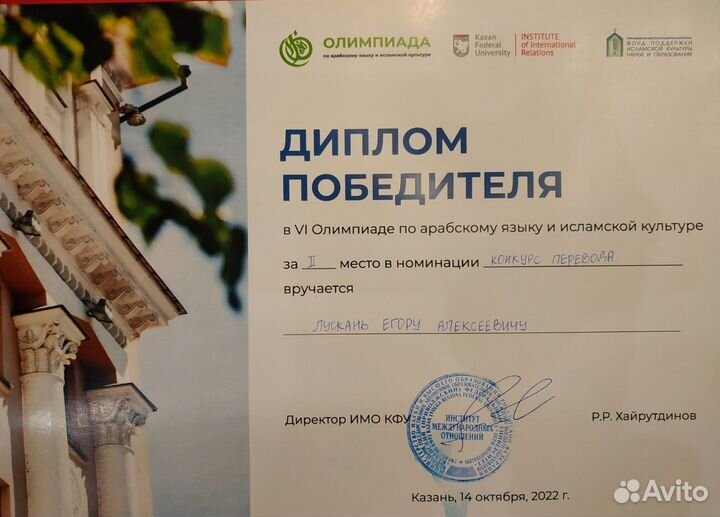 ОЛИМПИАДА
по арабскому языку и исламской культуре
Kazan
Federal
University
INSTITUTE
of International
Relations
ФОНД ПОДДЕРЖКИ
ИСЛАМСКОЙ КУЛЬТУРЫ,
НАУКИ И ОБРАЗОВАНИЯ
ДИПЛОМ
ПОБЕДИТЕЛЯ
в VI Олимпиаде по арабскому языку и исламской культуре
за II место в номинации КОНКУРС ПЕРЕВОДА
вручается
ЛУСКАНЬ ЕГОРУ АЛЕКСЕЕВИЧУ
Директор ИМО КФУ
Р.Р. Хайрутдинов
ИНСТИТУТ
МЕЖДУНАРОДНЫХ
ОТНОШЕНИЙ
Казань, 14 октября, 2022 г.
Avito